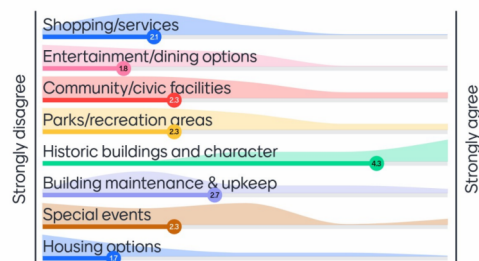 Strongly disagree
Shopping/services
2.1
Entertainment/dining options
1.8
Community/civic facilities
2.3
Parks/recreation areas
2.3
Historic buildings and character
4.3
Building maintenance & upkeep
2.7
Special events
2.3
Housing options
1.7
Strongly agree